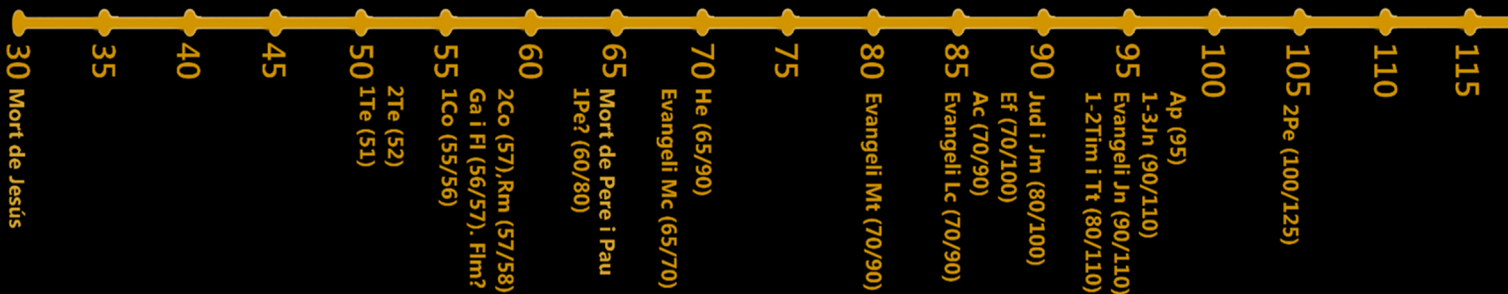 30
35
40
45
50
55
60
65
70
75
80
85
90
95
100
105
110
115
Mort de Jesús
1Te (51)
2Te (52)
1Co (55/56)
Ga i Fl (56/57). Flm?
2Co (57),Rm (57/58)
1Pe? (60/80)
Mort de Pere i Pau
Evangeli Mc (65/70)
He (65/90)
Evangeli Mt (70/90)
Evangeli Lc (70/90)
Ac (70/90)
Ef (70/100)
Jud i Jm (80/100)
1-2Tim i Tt (80/110)
Evangeli Jn (90/110)
1-3Jn (90/110)
Ap (95)
2Pe (100/125)